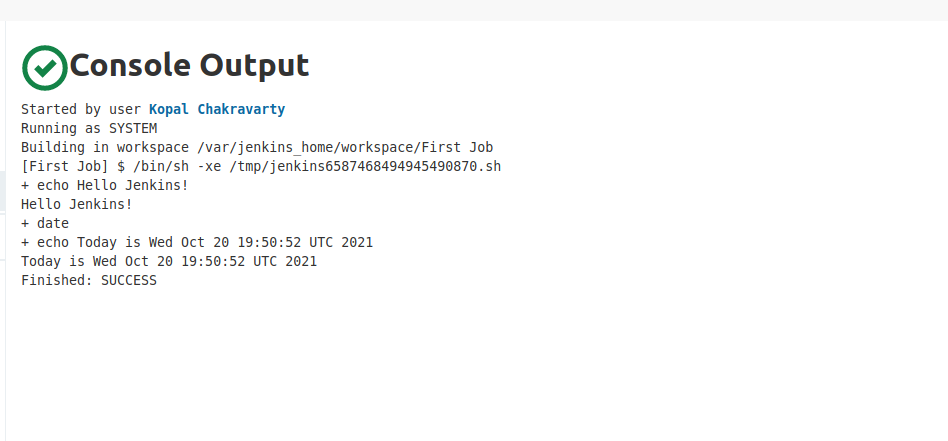 Console Output
Started by user Kopal Chakravarty
Running as SYSTEM
Building in workspace /var/jenkins_home/workspace/First Job
[First Job] $ /bin/sh -xe /tmp/jenkins6587468494945490870.sh
+ echo Hello Jenkins!
Hello Jenkins!
+ date
+ echo Today is Wed Oct 20 19:50:52 UTC 2021
Today is Wed Oct 20 19:50:52 UTC 2021
Finished: SUCCESS